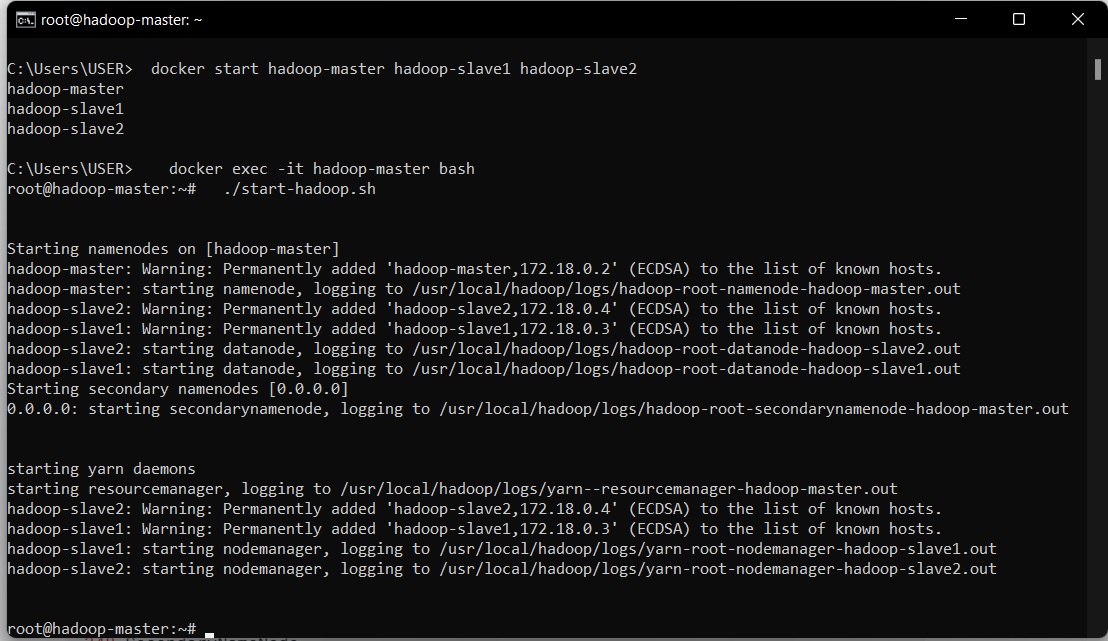 root@hadoop-master: ~
C:\Users\USER>  docker start hadoop-master hadoop-slave1 hadoop-slave2
hadoop-master
hadoop-slave1
hadoop-slave2
C:\Users\USER>    docker exec -it hadoop-master bash
root@hadoop-master:~#   ./start-hadoop.sh
Starting namenodes on [hadoop-master]
hadoop-master: Warning: Permanently added 'hadoop-master,172.18.0.2' (ECDSA) to the list of known hosts.
hadoop-master: starting namenode, logging to /usr/local/hadoop/logs/hadoop-root-namenode-hadoop-master.out
hadoop-slave2: Warning: Permanently added 'hadoop-slave2,172.18.0.4' (ECDSA) to the list of known hosts.
hadoop-slave1: Warning: Permanently added 'hadoop-slave1,172.18.0.3' (ECDSA) to the list of known hosts.
hadoop-slave2: starting datanode, logging to /usr/local/hadoop/logs/hadoop-root-datanode-hadoop-slave2.out
hadoop-slave1: starting datanode, logging to /usr/local/hadoop/logs/hadoop-root-datanode-hadoop-slave1.out
Starting secondary namenodes [0.0.0.0]
0.0.0.0: starting secondarynamenode, logging to /usr/local/hadoop/logs/hadoop-root-secondarynamenode-hadoop-master.out
starting yarn daemons
starting resourcemanager, logging to /usr/local/hadoop/logs/yarn--resourcemanager-hadoop-master.out
hadoop-slave2: Warning: Permanently added 'hadoop-slave2,172.18.0.4' (ECDSA) to the list of known hosts.
hadoop-slave1: Warning: Permanently added 'hadoop-slave1,172.18.0.3' (ECDSA) to the list of known hosts.
hadoop-slave1: starting nodemanager, logging to /usr/local/hadoop/logs/yarn-root-nodemanager-hadoop-slave1.out
hadoop-slave2: starting nodemanager, logging to /usr/local/hadoop/logs/yarn-root-nodemanager-hadoop-slave2.out
root@hadoop-master:~#